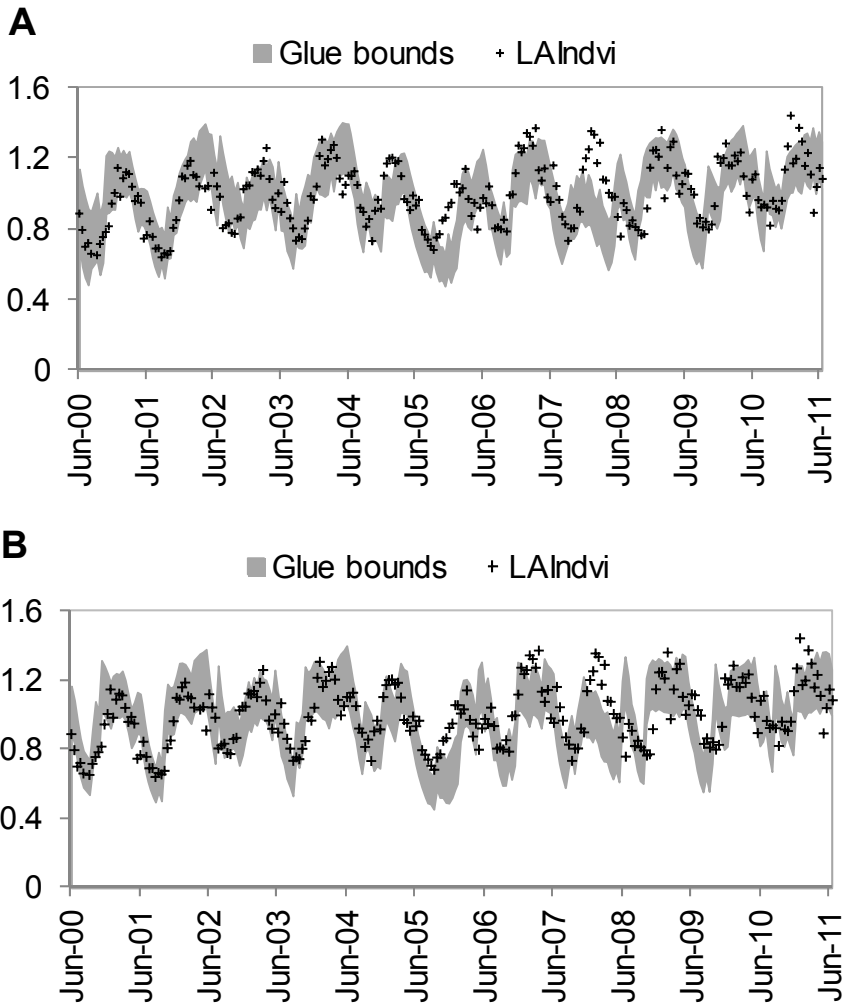 A
Glue bounds + LAIndvi
1.6
1.2
0.8
0.4
0
Jun-00
Jun-01
Jun-02
Jun-03
Jun-04
Jun-05
Jun-06
Jun-07
Jun-08
Jun-09
Jun-10
Jun-11
B
Glue bounds + LAIndvi
1.6
1.2
0.8
0.4
0
Jun-00
Jun-01
Jun-02
Jun-03
Jun-04
Jun-05
Jun-06
Jun-07
Jun-08
Jun-09
Jun-10
Jun-11